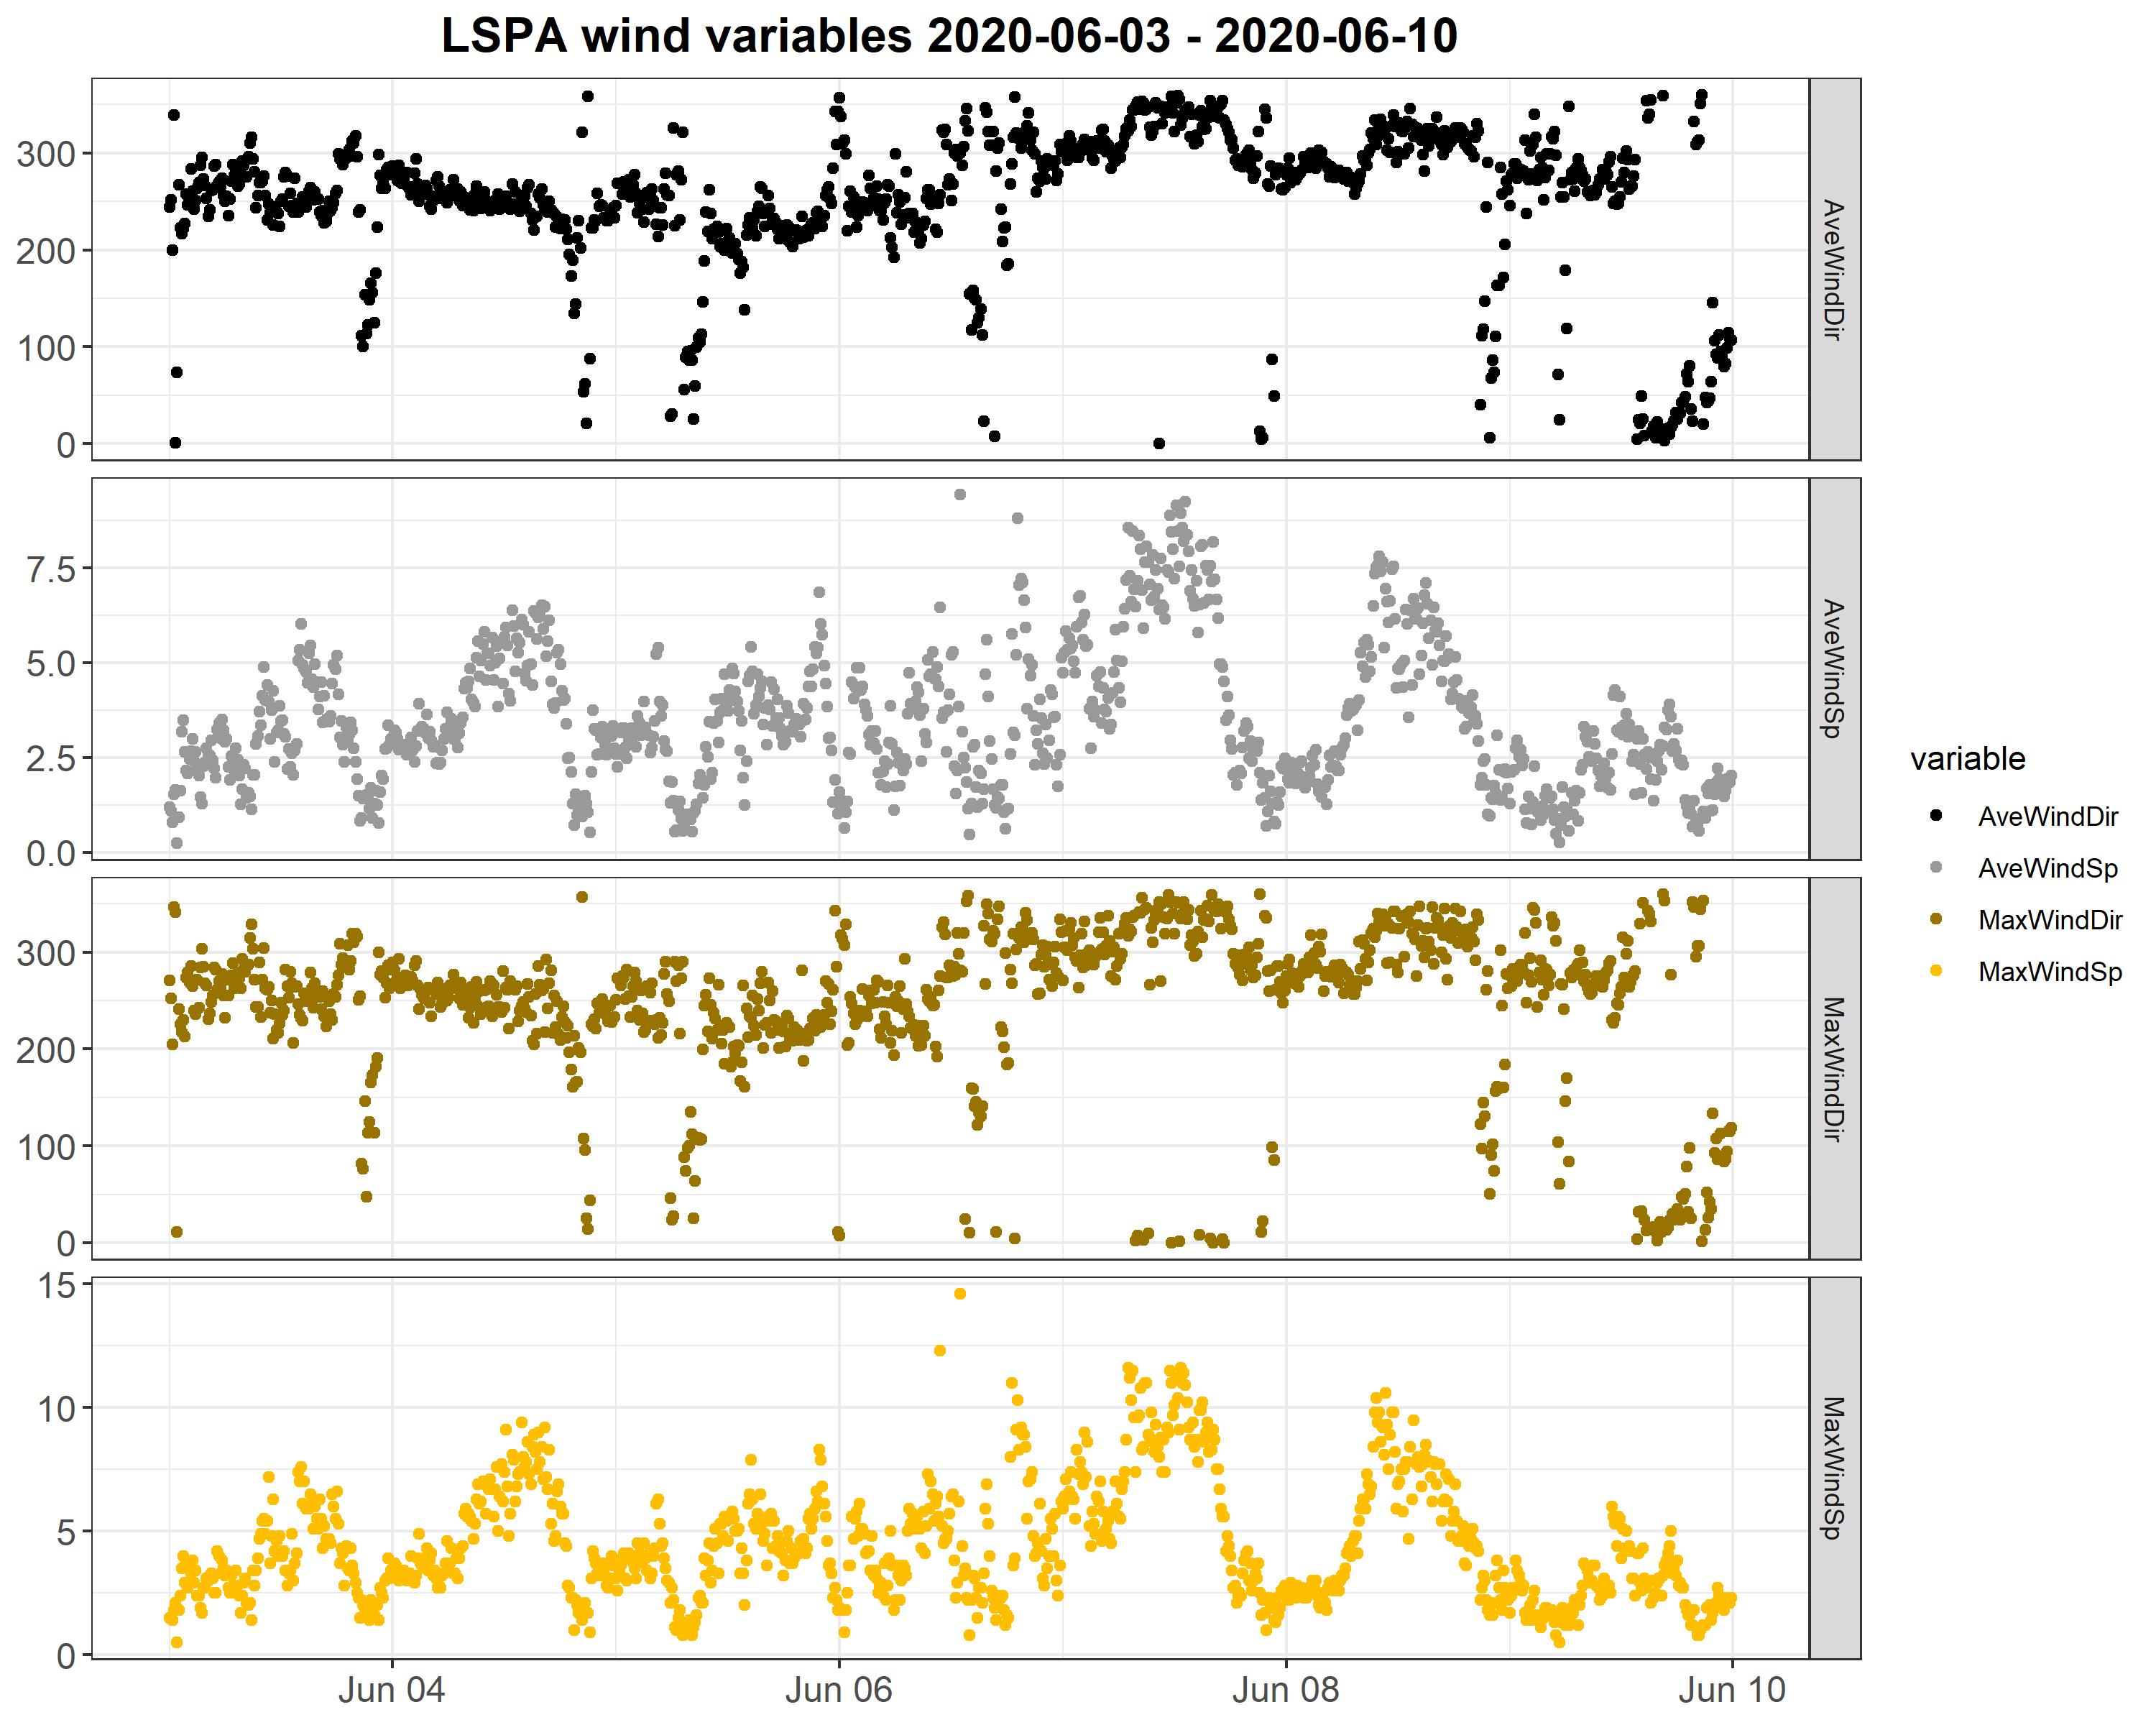 LSPA wind variables 2020-06-03 - 2020-06-10
300
200
100
0
AveWindDir
7.5
5.0
2.5
0.0
AveWindSp
300
200
100
0
MaxWindDir
15
10
5
0
MaxWindSp
Jun 04 Jun 06 Jun 08 Jun 10
variable
AveWindDir
AveWindSp
MaxWindDir
MaxWindSp